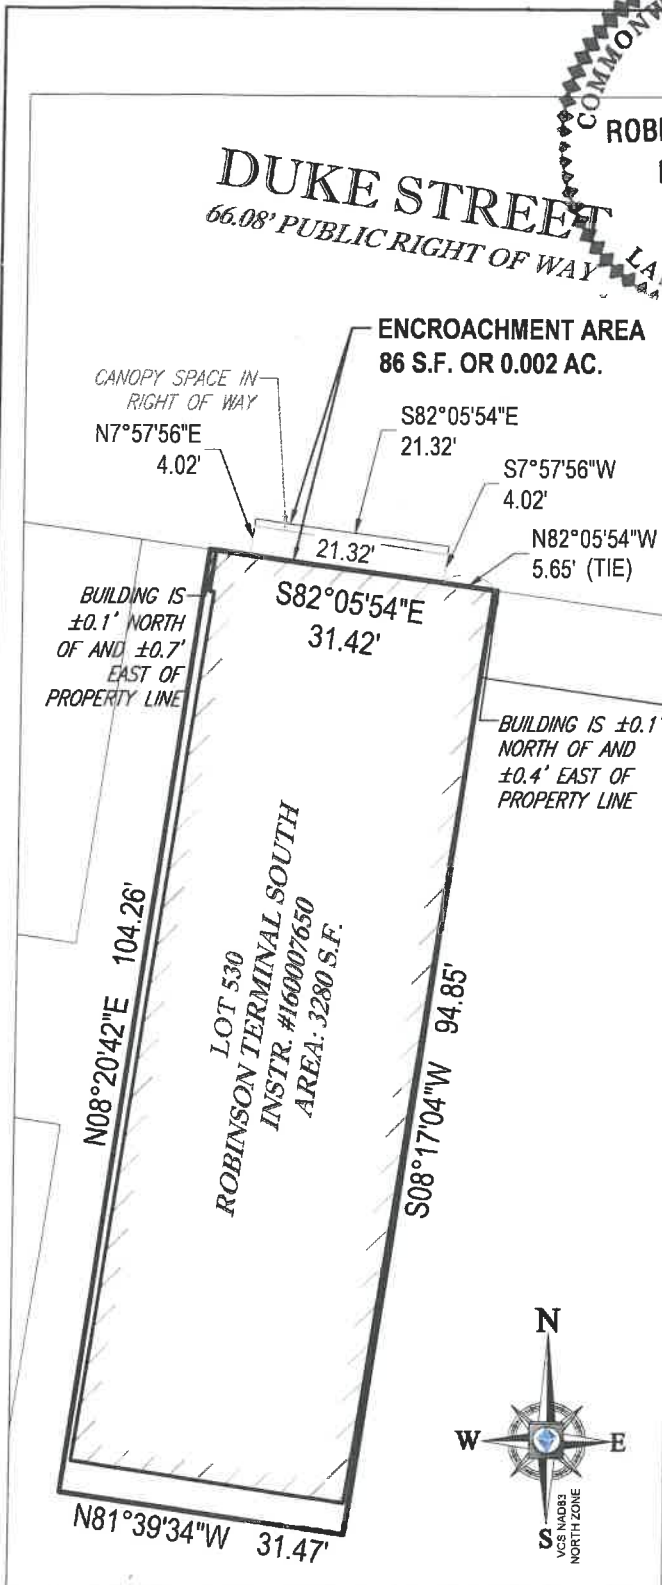 COMMONW
ROBE
LA
DUKE STREET
66.08' PUBLIC RIGHT OF WAY
ENCROACHMENT AREA
86 S.F. OR 0.002 AC.
CANOPY SPACE IN
RIGHT OF WAY
N7°57'56"E
4.02'
S82°05'54"E
21.32'
S7°57'56"W
4.02'
N82°05'54"W
5.65' (TIE)
21.32'
S82°05'54"E
31.42'
BUILDING IS
±0.1' NORTH
OF AND ±0.7'
EAST OF
PROPERTY LINE
BUILDING IS ±0.1'
NORTH OF AND
±0.4' EAST OF
PROPERTY LINE
N08°20'42"E 104.26'
LOT 530
ROBINSON TERMINAL SOUTH
INSTR. #160007650
AREA: 3280 S.F.
S08°17'04"W 94.85'
N81°39'34"W 31.47'
N
W
E
S
VCS NAD83
NORTH ZONE